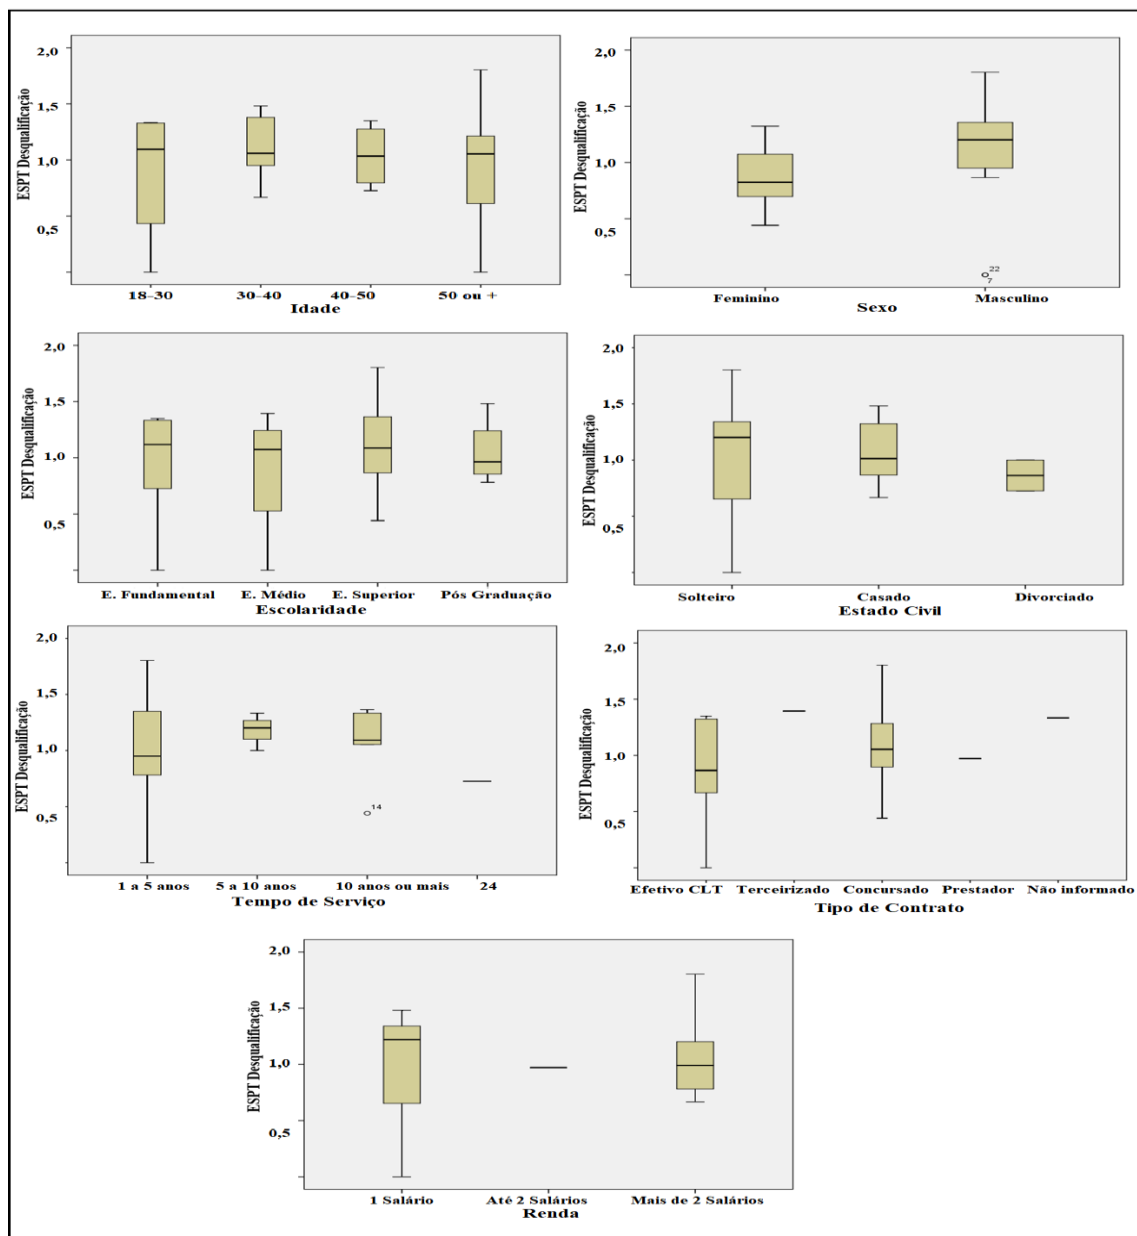 ESPT Desqualificação
2,0
1,5
1,0
0,5
18-30 30-40 40-50 50 ou +
Idade
ESPT Desqualificação
2,0
1,5
1,0
0,5
22
7
Feminino Masculino
Sexo
ESPT Desqualificação
2,0
1,5
1,0
0,5
E. Fundamental E. Médio E. Superior Pós Graduação
Escolaridade
ESPT Desqualificação
2,0
1,5
1,0
0,5
Solteiro Casado Divorciado
Estado Civil
ESPT Desqualificação
2,0
1,5
1,0
0,5
14
1 a 5 anos 5 a 10 anos 10 anos ou mais 24
Tempo de Serviço
ESPT Desqualificação
2,0
1,5
1,0
0,5
Efetivo CLT Terceirizado Concursado Prestador Não informado
Tipo de Contrato
ESPT Desqualificação
2,0
1,5
1,0
0,5
1 Salário Até 2 Salários Mais de 2 Salários
Renda